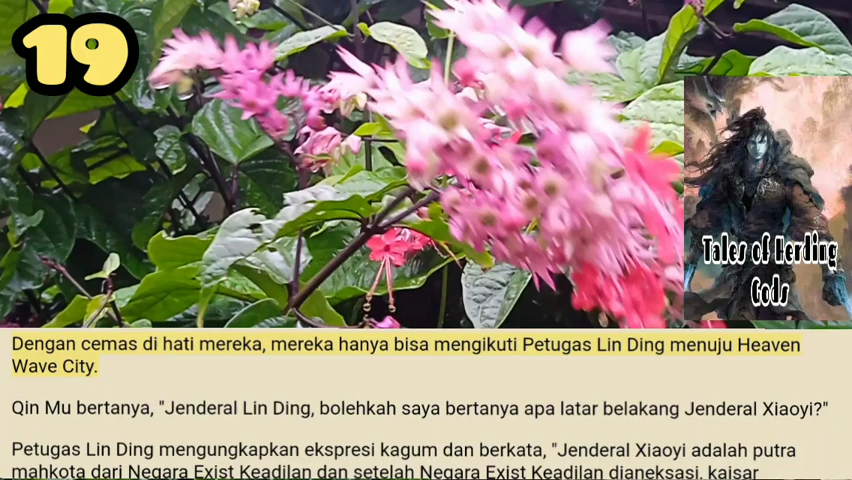 19
Tales of Herding
Gods
Dengan cemas di hati mereka, mereka hanya bisa mengikuti Petugas Lin Ding menuju Heaven
Wave City.
Qin Mu bertanya, "Jenderal Lin Ding, bolehkah saya bertanya apa latar belakang Jenderal Xiaoyi?"
Petugas Lin Ding mengungkapkan ekspresi kagum dan berkata, "Jenderal Xiaoyi adalah putra
mahkota dari Negara Exist Keadilan dan setelah Negara Exist Keadilan dianeksasi, kaisar